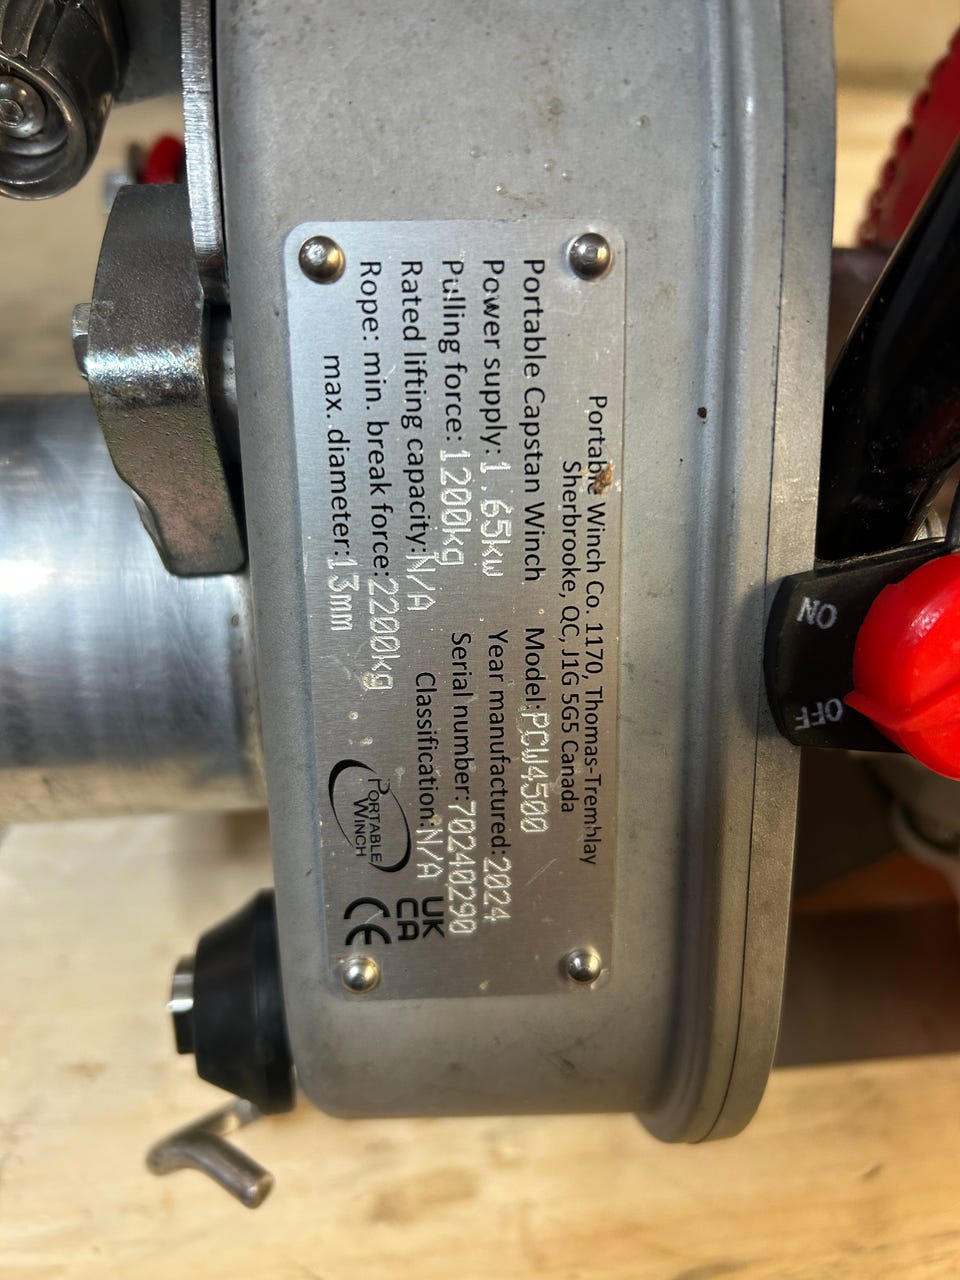 Portable Winch Co. 1170, Thomas-Tremblay
Sherbrooke, QC, J1G 5G5 Canada
Portable Capstan Winch Model:PCW4500
Power supply:1.65kw Year manufactured:2024
Pulling force:1200kg Serial number:70240290
Rated lifting capacity:N/A Classification:N/A
Rope: min. break force:2200kg
max. diameter:13mm
PORTABLE
WINCH
UK
CA
CE
ON
OFF